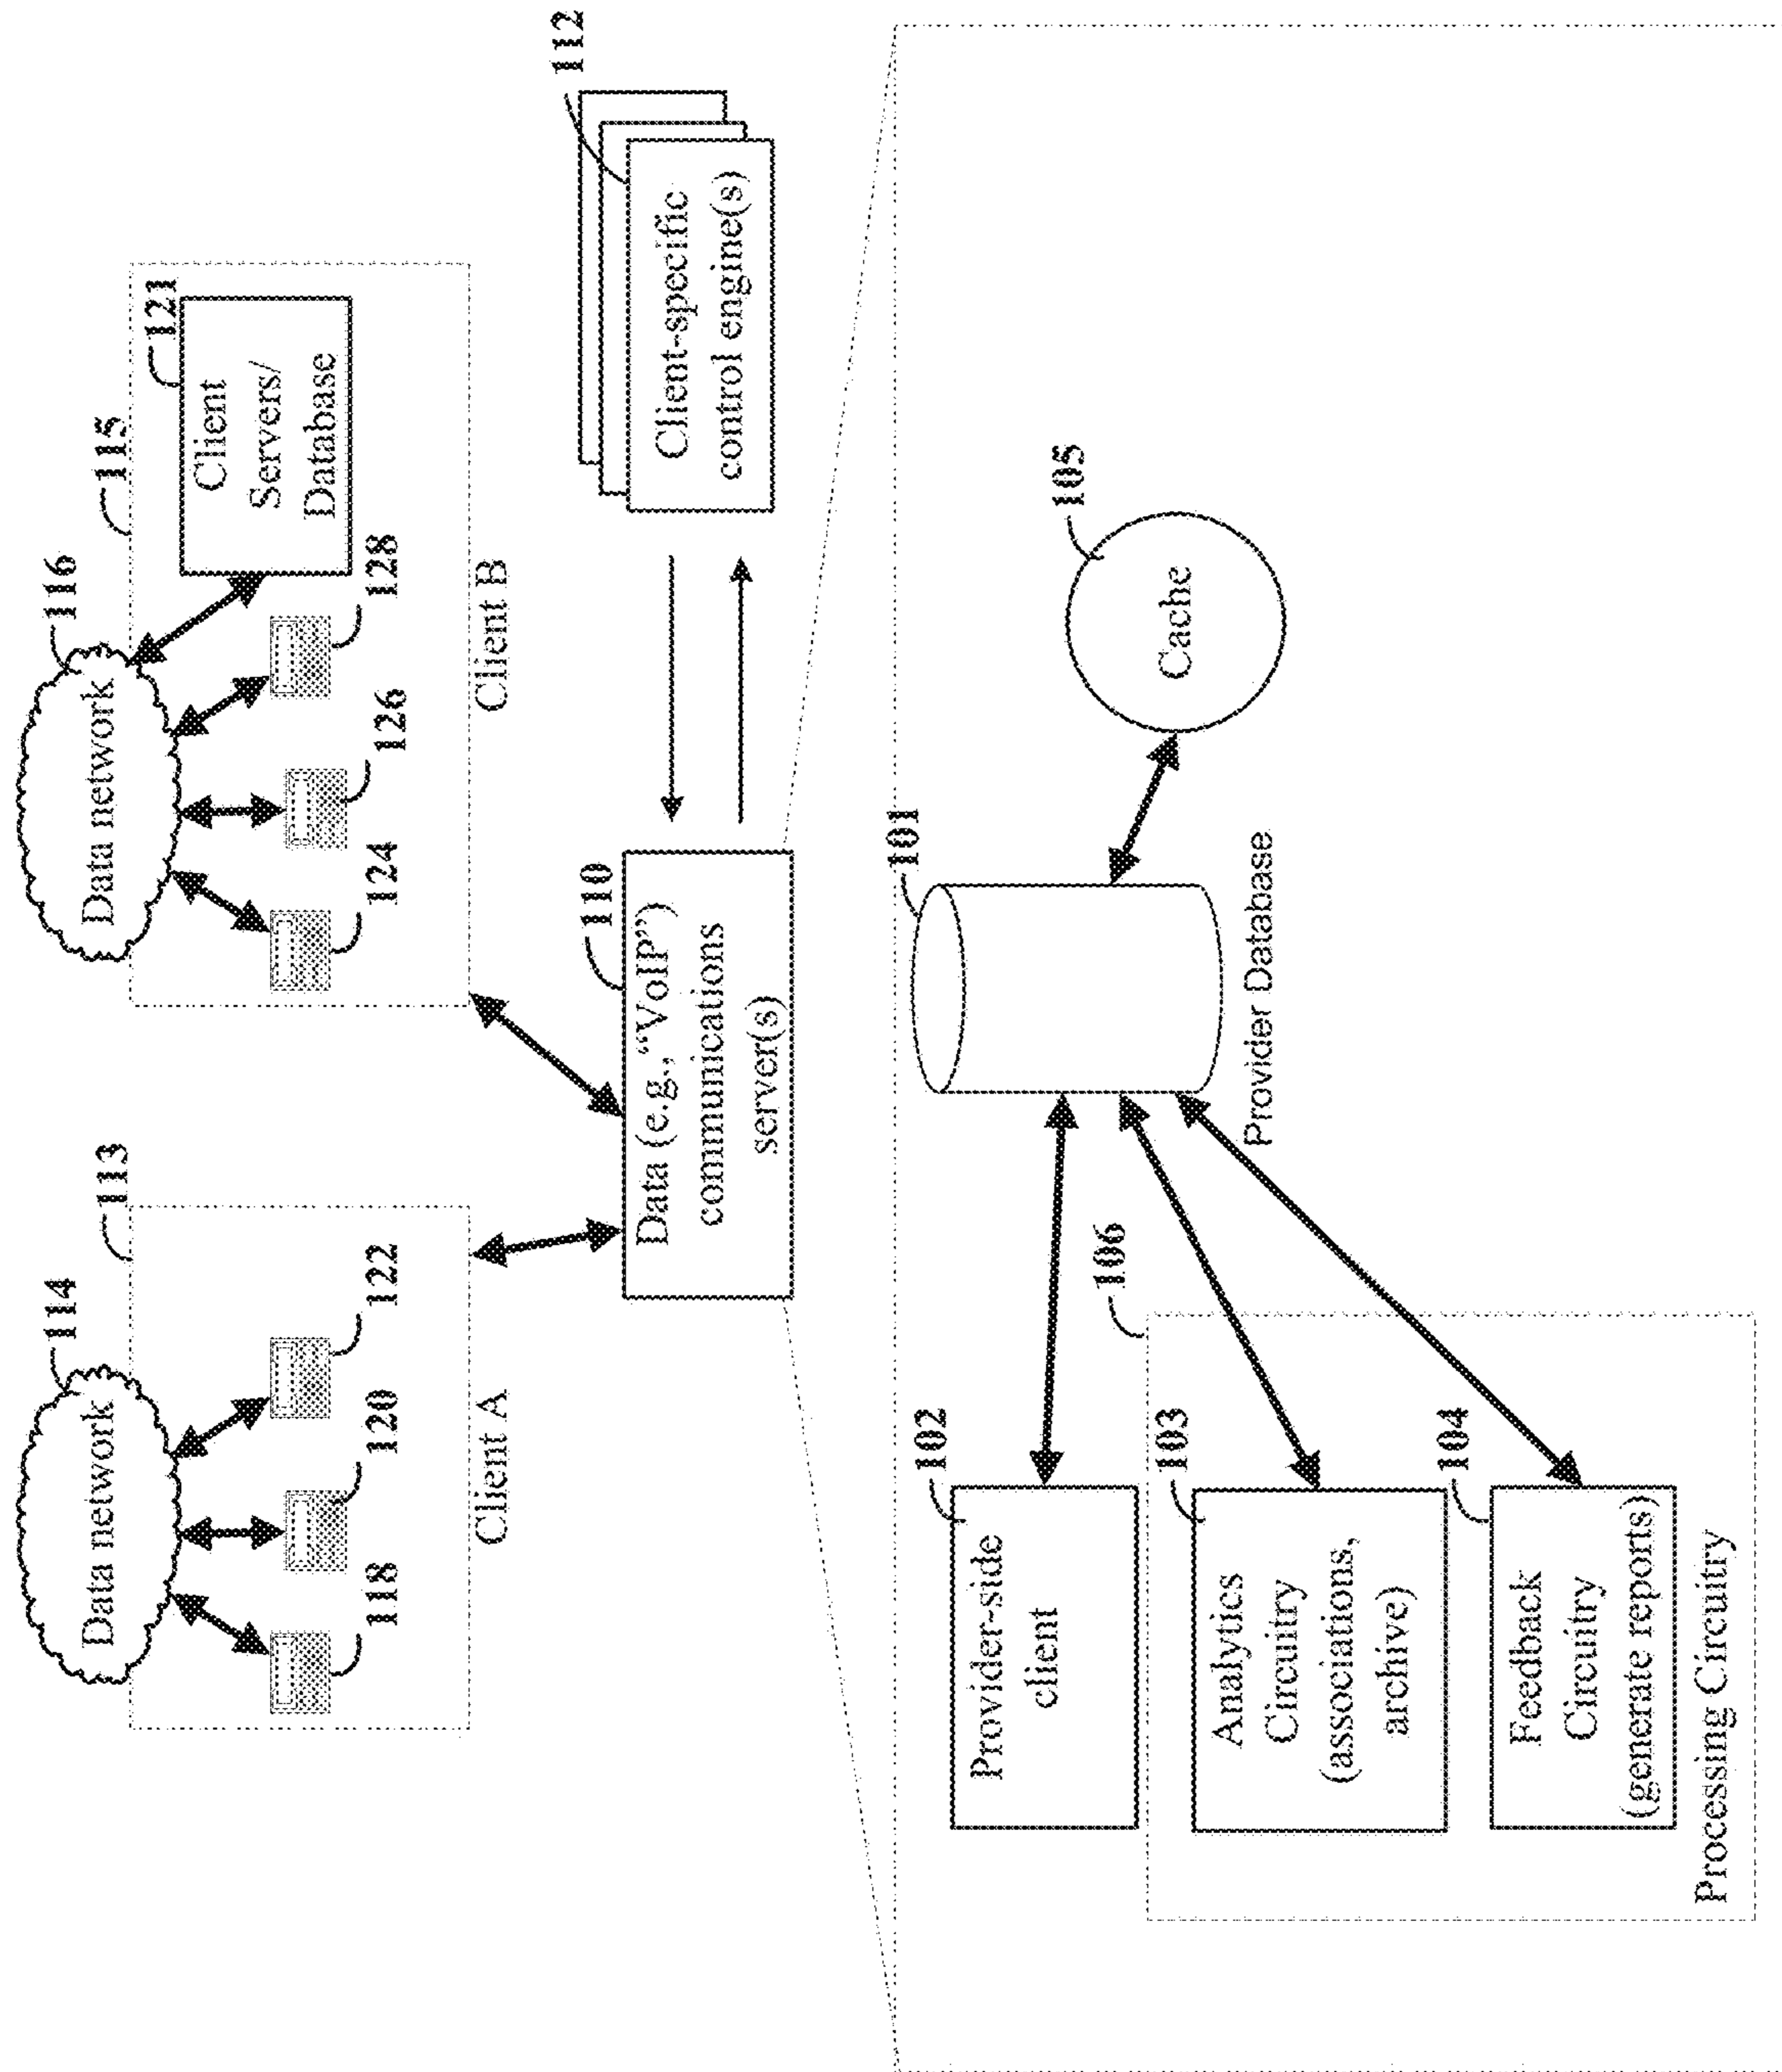 114
Data network
113
118
120
122
Client A
116
Data network
115
121
Client
Servers/
Database
124
126
128
Client B
110
Data (e.g.,“VoIP”)
communications
server(s)
112
Client-specific
control engine(s)
102
Provider-side
client
106
103
Analytics
Circuitry
(associations,
archive)
104
Feedback
Circuitry
(generate reports)
Processing Circuitry
101
Provider Database
105
Cache